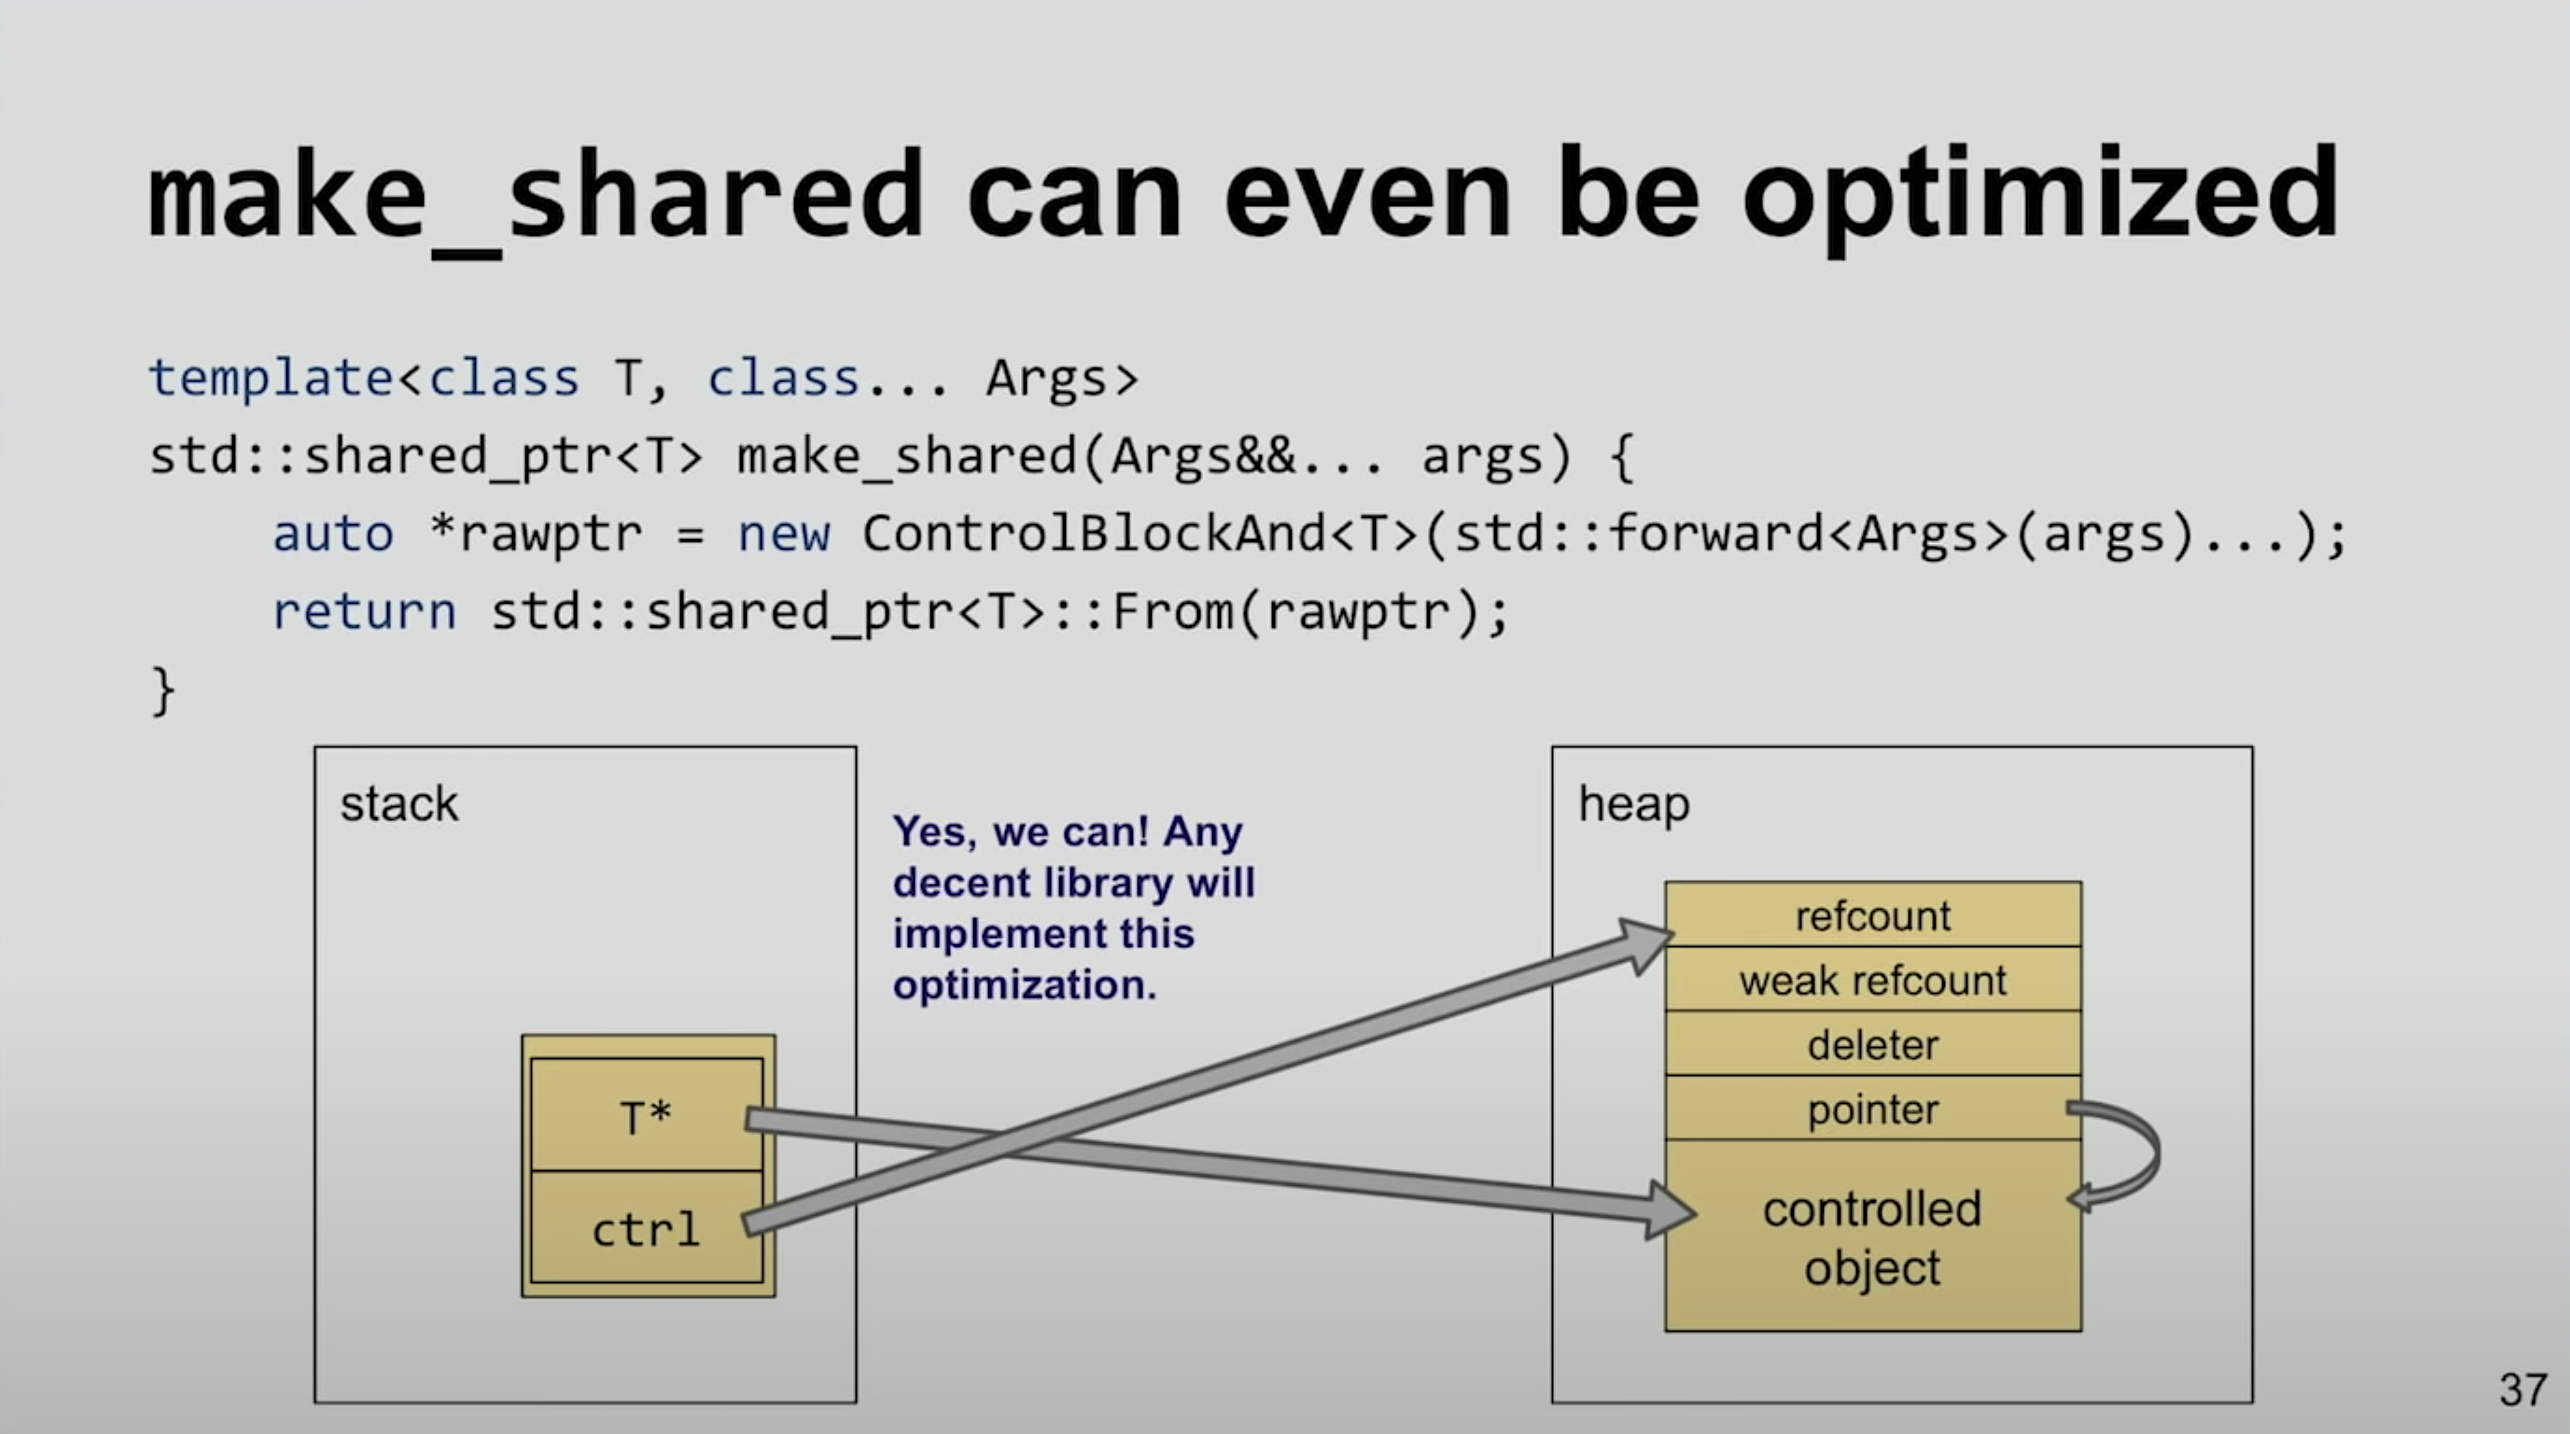 make_shared can even be optimized
template<class T, class... Args>
std::shared_ptr<T> make_shared(Args&&... args) {
    auto *rawptr = new ControlBlockAnd<T>(std::forward<Args>(args)...);
    return std::shared_ptr<T>::From(rawptr);
}
stack
Yes, we can! Any
decent library will
implement this
optimization.
T*
ctrl
heap
refcount
weak refcount
deleter
pointer
controlled
object
37